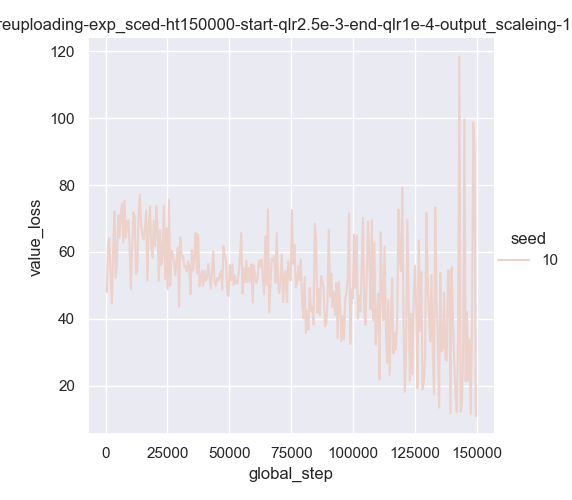 reuploading-exp_sced-ht150000-start-qlr2.5e-3-end-qlr1e-4-output_scaleing-1
120
100
80
60
40
20
value_loss
0 25000 50000 75000 100000 125000 150000
global_step
seed
10